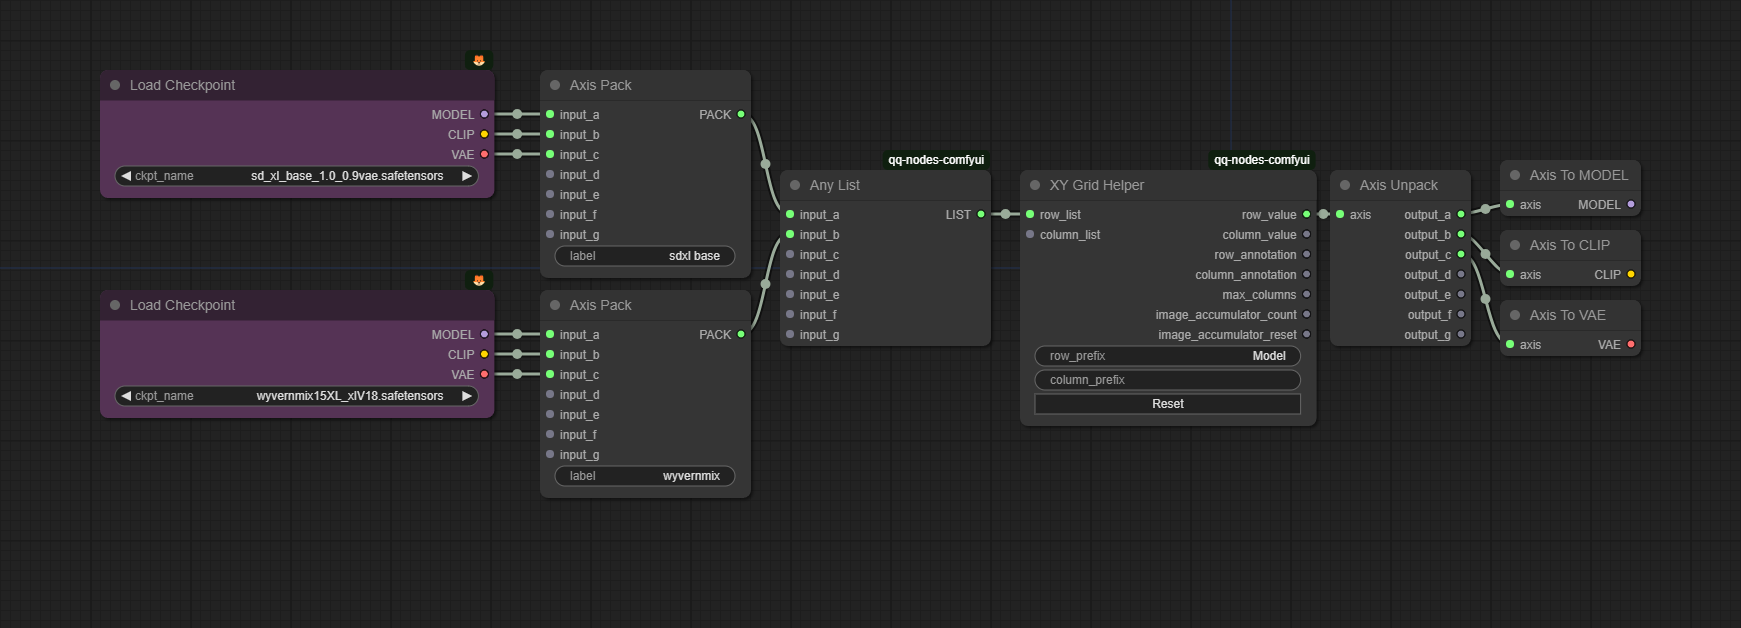 Load Checkpoint
MODEL
CLIP
VAE
ckpt_name sd_xl_base_1.0_0.9vae.safetensors
Axis Pack
input_a PACK
input_b
input_c
input_d
input_e
input_f
input_g
label sdxl base
Load Checkpoint
MODEL
CLIP
VAE
ckpt_name wyvernmix15XL_xlV18.safetensors
Axis Pack
input_a PACK
input_b
input_c
input_d
input_e
input_f
input_g
label wyvernmix
qq-nodes-comfyui
Any List
input_a LIST
input_b
input_c
input_d
input_e
input_f
input_g
qq-nodes-comfyui
XY Grid Helper
row_list row_value
column_list column_value
row_annotation
column_annotation
max_columns
image_accumulator_count
image_accumulator_reset
row_prefix Model
column_prefix
Reset
Axis Unpack
axis output_a
output_b
output_c
output_d
output_e
output_f
output_g
Axis To MODEL
axis MODEL
Axis To CLIP
axis CLIP
Axis To VAE
axis VAE